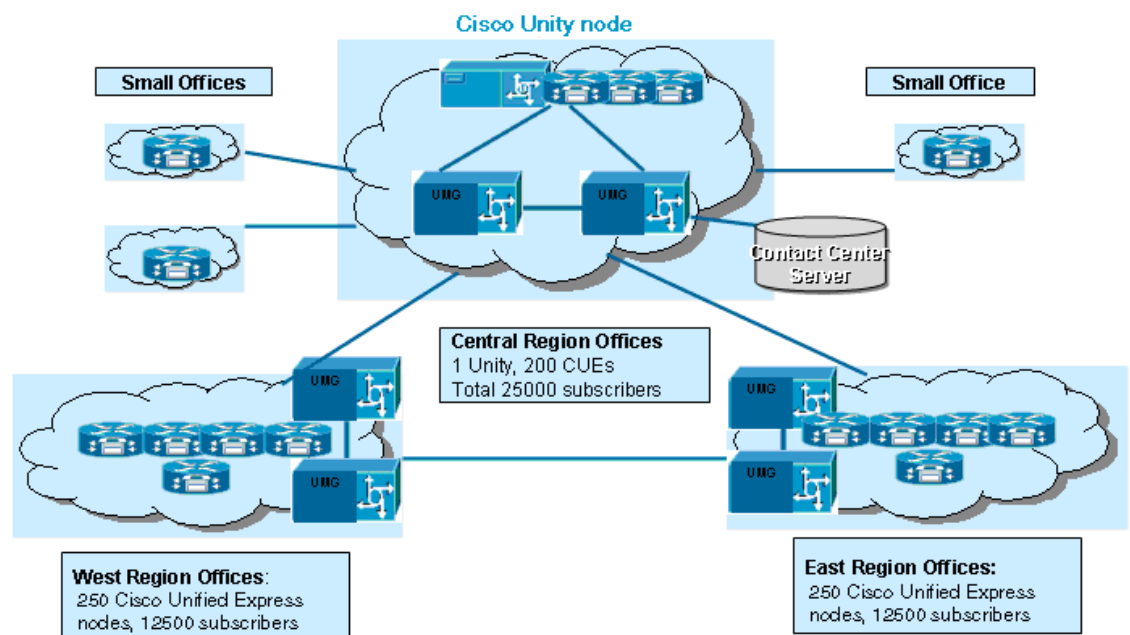 Cisco Unity node
Small Offices
Small Office
UMG
UMG
Contact Center
Server
Central Region Offices
1 Unity, 200 CUEs
Total 25000 subscribers
UMG
UMG
UMG
UMG
West Region Offices:
250 Cisco Unified Express
nodes, 12500 subscribers
East Region Offices:
250 Cisco Unified Express
nodes, 12500 subscribers